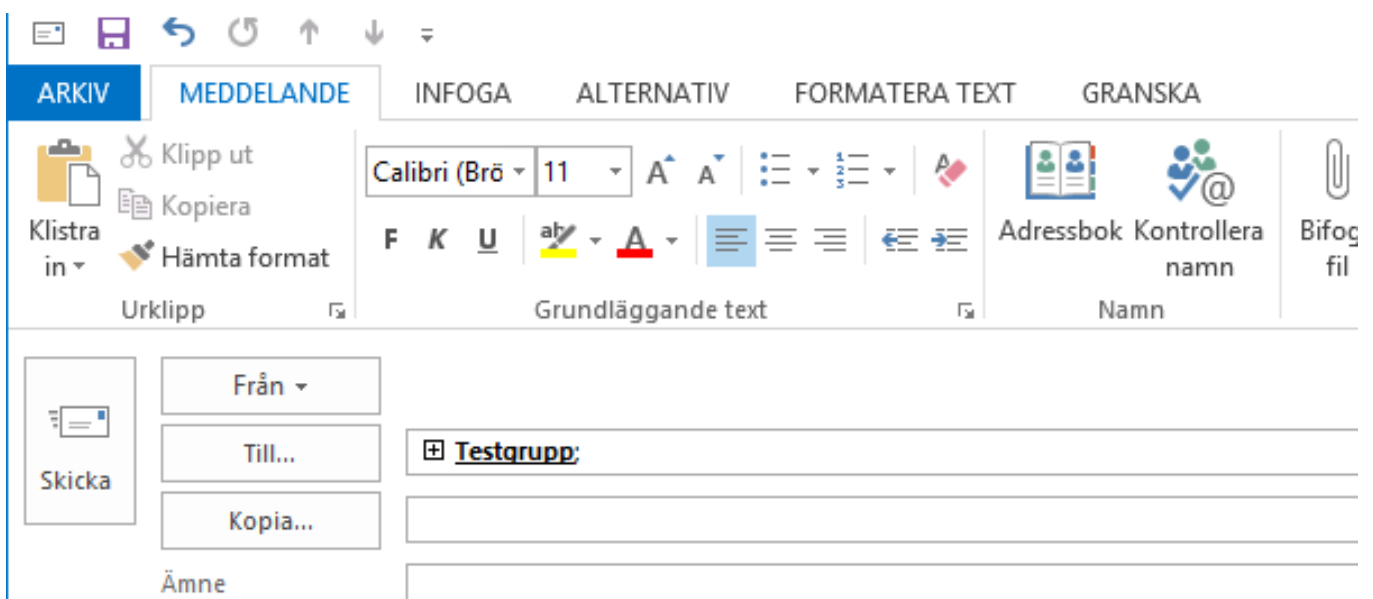 ARKIV MEDDELANDE INFOGA ALTERNATIV FORMATERA TEXT GRANSKA
Klistra in
Klipp ut
Kopiera
Hämta format
Urklipp
Calibri (Brö 11
F K U
Grundläggande text
Adressbok
Kontrollera namn
Namn
Bifog
fil
Skicka
Från
Till...
Testgrupp;
Kopia...
Ämne